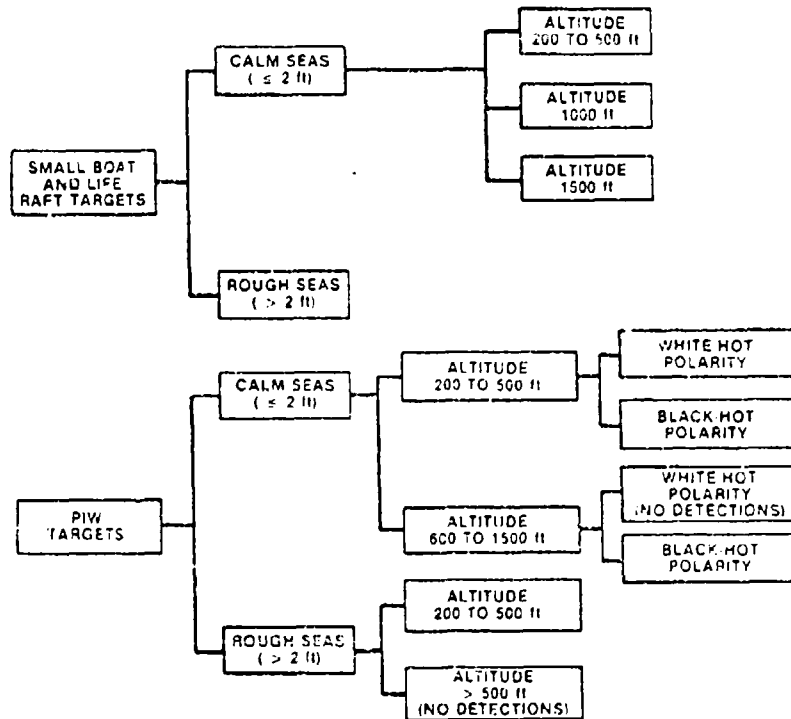 ALTITUDE
200 TO 500 ft
CALM SEAS
( ≤ 2 ft)
ALTITUDE
1000 ft
ALTITUDE
1500 ft
SMALL BOAT
AND LIFE
RAFT TARGETS
ROUGH SEAS
( > 2 ft)
CALM SEAS
( ≤ 2 ft)
ALTITUDE
200 TO 500 ft
WHITE HOT
POLARITY
BLACK-HOT
POLARITY
PIW
TARGETS
ALTITUDE
600 TO 1500 ft
WHITE HOT
POLARITY
(NO DETECTIONS)
BLACK-HOT
POLARITY
ROUGH SEAS
( > 2 ft)
ALTITUDE
200 TO 500 ft
ALTITUDE
> 500 ft
(NO DETECTIONS)